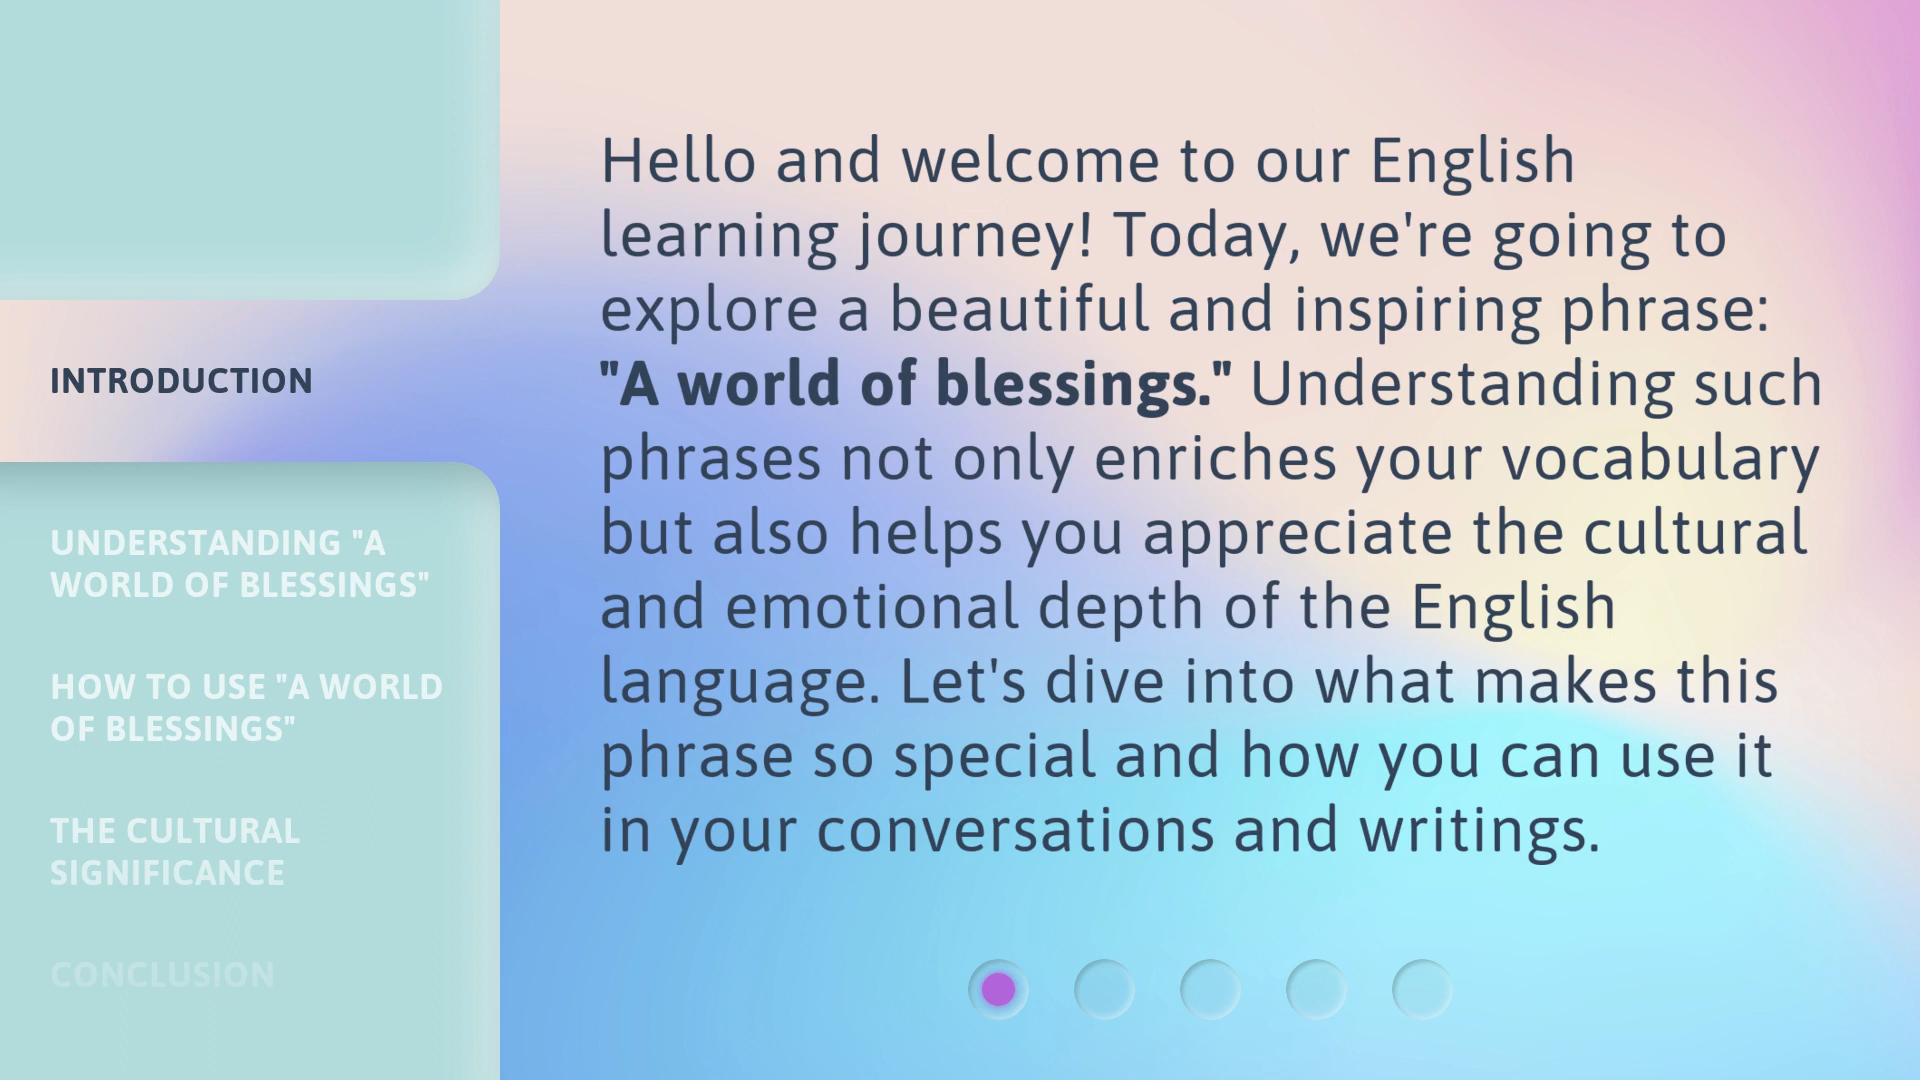 INTRODUCTION
UNDERSTANDING "A
WORLD OF BLESSINGS"
HOW TO USE "A WORLD
OF BLESSINGS"
THE CULTURAL
SIGNIFICANCE
CONCLUSION
Hello and welcome to our English
learning journey! Today, we're going to
explore a beautiful and inspiring phrase:
"A world of blessings." Understanding such
phrases not only enriches your vocabulary
but also helps you appreciate the cultural
and emotional depth of the English
language. Let's dive into what makes this
phrase so special and how you can use it
in your conversations and writings.